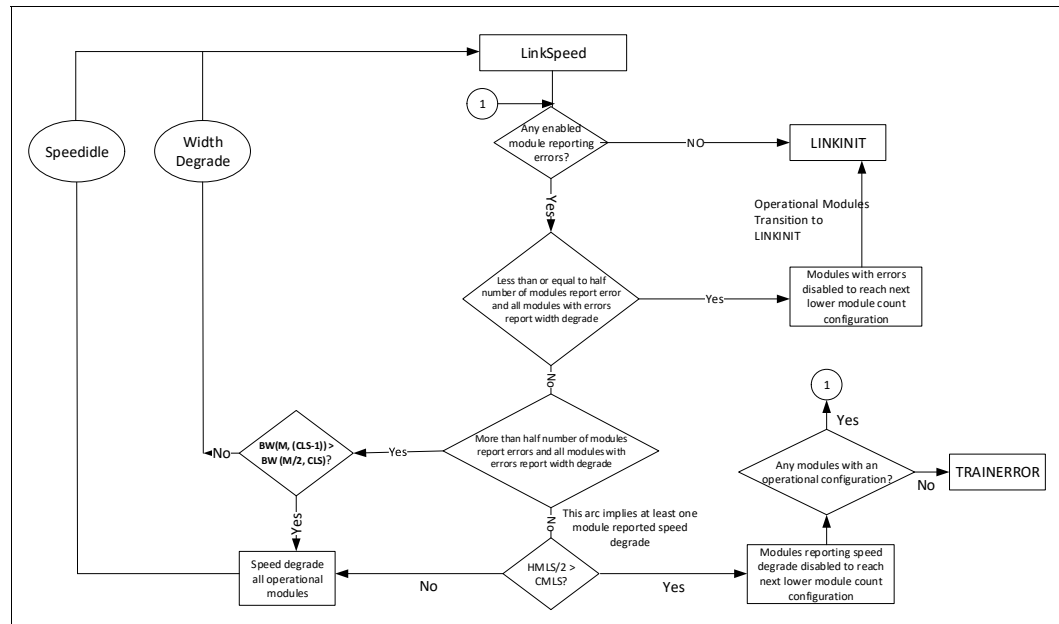 LinkSpeed
1
Any enabled
module reporting
errors?
NO
LINKINIT
Speedidle
Width
Degrade
Yes
Operational Modules
Transition to
LINKINIT
Less than or equal to half
number of modules report error
and all modules with errors
report width degrade
Yes
Modules with errors
disabled to reach next
lower module count
configuration
No
1
Yes
BW(M, (CLS-1)) >
BW (M/2, CLS)?
No
Yes
More than half number of modules
report errors and all modules with
errors report width degrade
Any modules with an
operational configuration?
No
TRAINERROR
Yes
No
This arc implies at least one
module reported speed
degrade
Speed degrade
all operational
modules
No
HMLS/2 >
CMLS?
Yes
Modules reporting speed
degrade disabled to reach
next lower module count
configuration